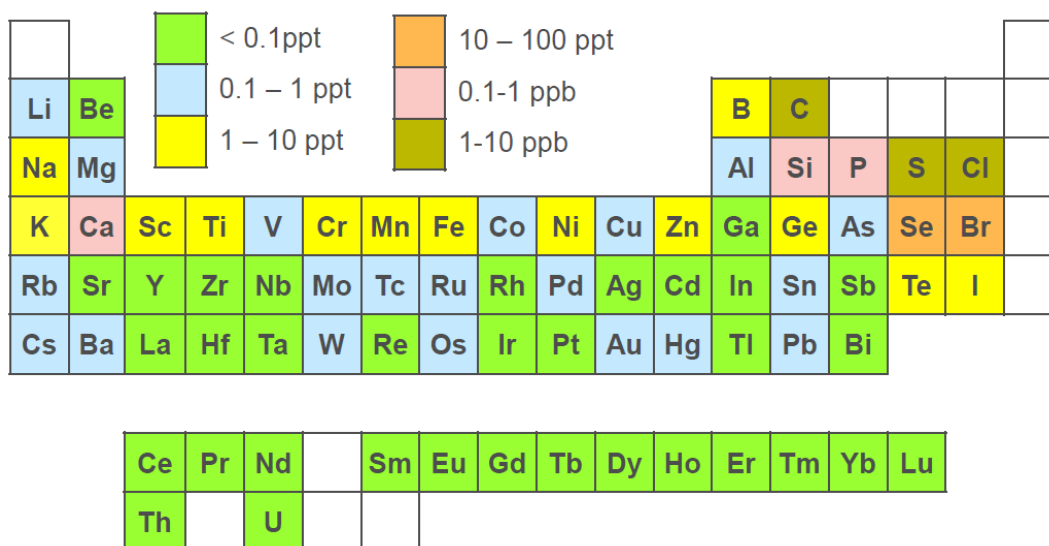 < 0.1ppt 10 – 100 ppt
0.1 – 1 ppt 0.1-1 ppb
1 – 10 ppt 1-10 ppb
Li Be B C
Na Mg Al Si P S Cl
K Ca Sc Ti V Cr Mn Fe Co Ni Cu Zn Ga Ge As Se Br
Rb Sr Y Zr Nb Mo Tc Ru Rh Pd Ag Cd In Sn Sb Te I
Cs Ba La Hf Ta W Re Os Ir Pt Au Hg Tl Pb Bi
Ce Pr Nd Sm Eu Gd Tb Dy Ho Er Tm Yb Lu
Th U